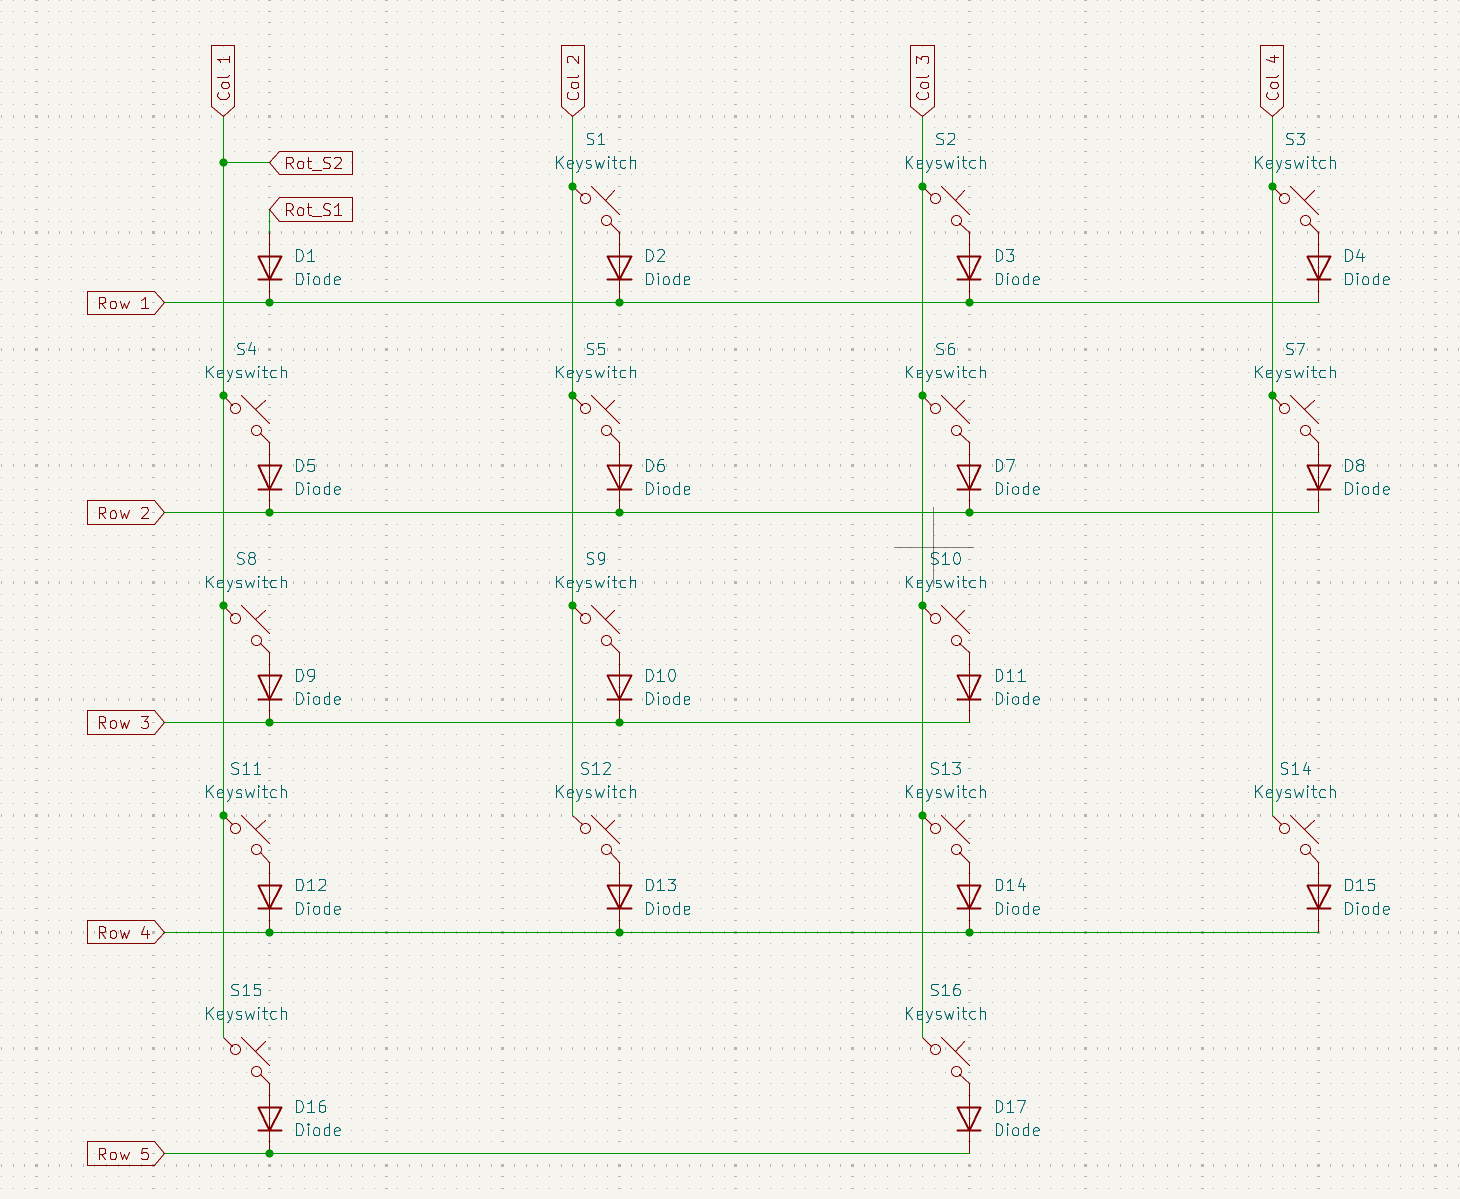 Col 1
Col 2
Col 3
Col 4
S1
Keyswitch
S2
Keyswitch
S3
Keyswitch
Rot_S2
Rot_S1
D1
Diode
D2
Diode
D3
Diode
D4
Diode
Row 1
S4
Keyswitch
S5
Keyswitch
S6
Keyswitch
S7
Keyswitch
D5
Diode
D6
Diode
D7
Diode
D8
Diode
Row 2
S8
Keyswitch
S9
Keyswitch
S10
Keyswitch
D9
Diode
D10
Diode
D11
Diode
Row 3
S11
Keyswitch
S12
Keyswitch
S13
Keyswitch
S14
Keyswitch
D12
Diode
D13
Diode
D14
Diode
D15
Diode
Row 4
S15
Keyswitch
S16
Keyswitch
D16
Diode
D17
Diode
Row 5